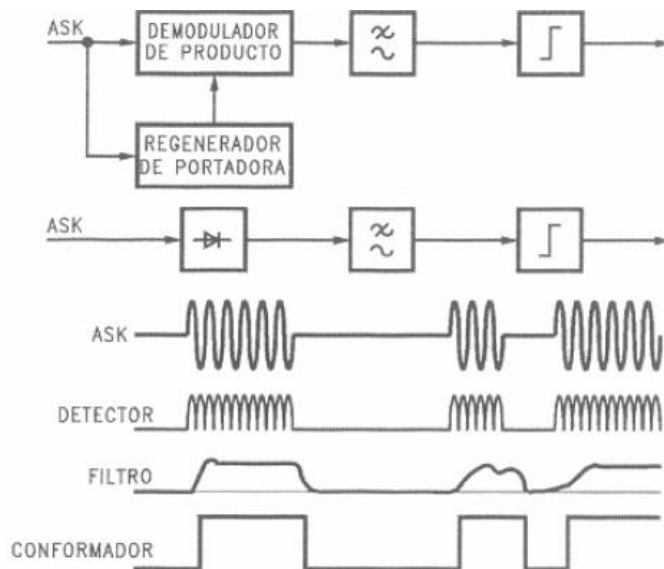 ASK
DEMODULADOR
DE PRODUCTO
REGENERADOR
DE PORTADORA
ASK
ASK
DETECTOR
FILTRO
CONFORMADOR